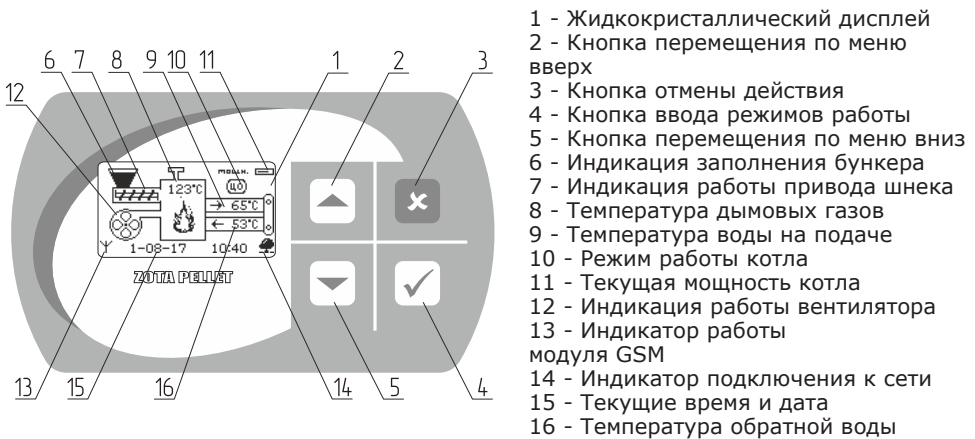 6 7 8 9 10 11 1 2 3
12
мощн.
123°C
ЦО
65°C
53°C
1-08-17 10:40
ZOTA PELLET
13 15 16 14 5 4
1 - Жидкокристаллический дисплей
2 - Кнопка перемещения по меню
вверх
3 - Кнопка отмены действия
4 - Кнопка ввода режимов работы
5 - Кнопка перемещения по меню вниз
6 - Индикация заполнения бункера
7 - Индикация работы привода шнека
8 - Температура дымовых газов
9 - Температура воды на подаче
10 - Режим работы котла
11 - Текущая мощность котла
12 - Индикация работы вентилятора
13 - Индикатор работы
модуля GSM
14 - Индикатор подключения к сети
15 - Текущие время и дата
16 - Температура обратной воды